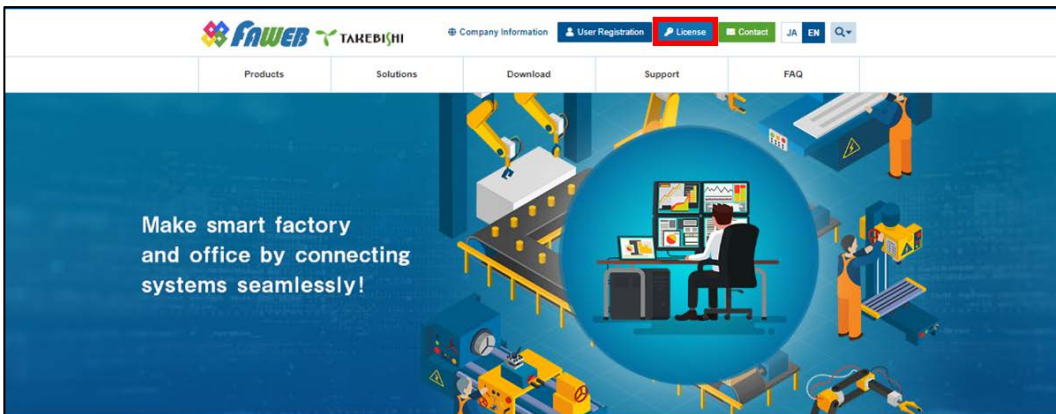 FAWEB TAKEBISHI Company Information User Registration License Contact JA EN
Products Solutions Download Support FAQ
Make smart factory
and office by connecting
systems seamlessly!